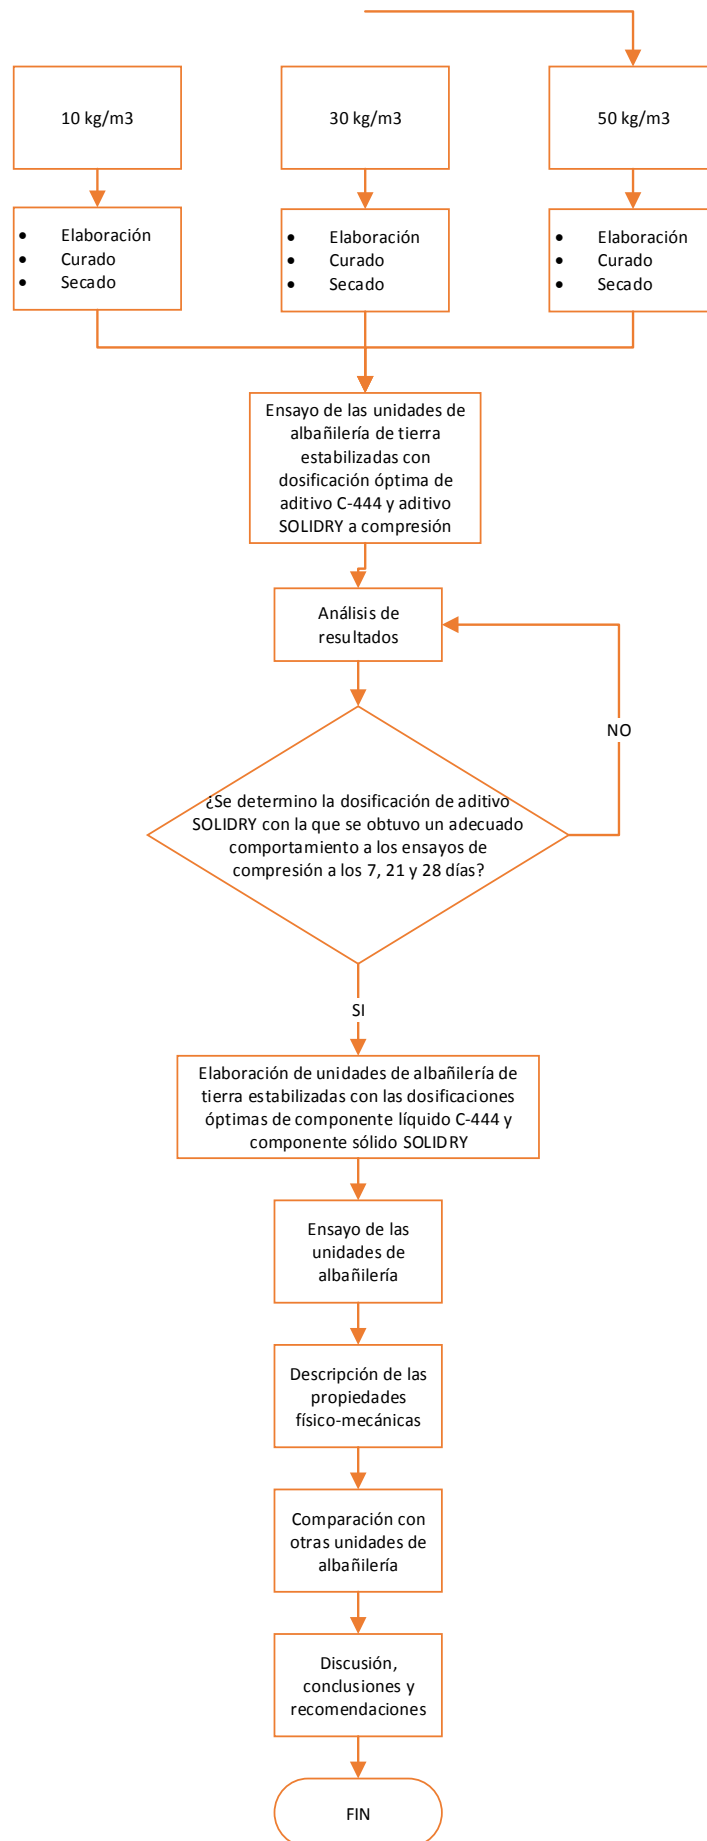 10 kg/m3
30 kg/m3
50 kg/m3
• Elaboración
• Curado
• Secado
• Elaboración
• Curado
• Secado
• Elaboración
• Curado
• Secado
Ensayo de las unidades de
albañilería de tierra
estabilizadas con
dosificación óptima de
aditivo C-444 y aditivo
SOLIDRY a compresión
Análisis de
resultados
NO
¿Se determino la dosificación de aditivo
SOLIDRY con la que se obtuvo un adecuado
comportamiento a los ensayos de
compresión a los 7, 21 y 28 días?
SI
Elaboración de unidades de albañilería de
tierra estabilizadas con las dosificaciones
óptimas de componente líquido C-444 y
componente sólido SOLIDRY
Ensayo de las
unidades de
albañilería
Descripción de las
propiedades
físico-mecánicas
Comparación con
otras unidades de
albañilería
Discusión,
conclusiones y
recomendaciones
FIN